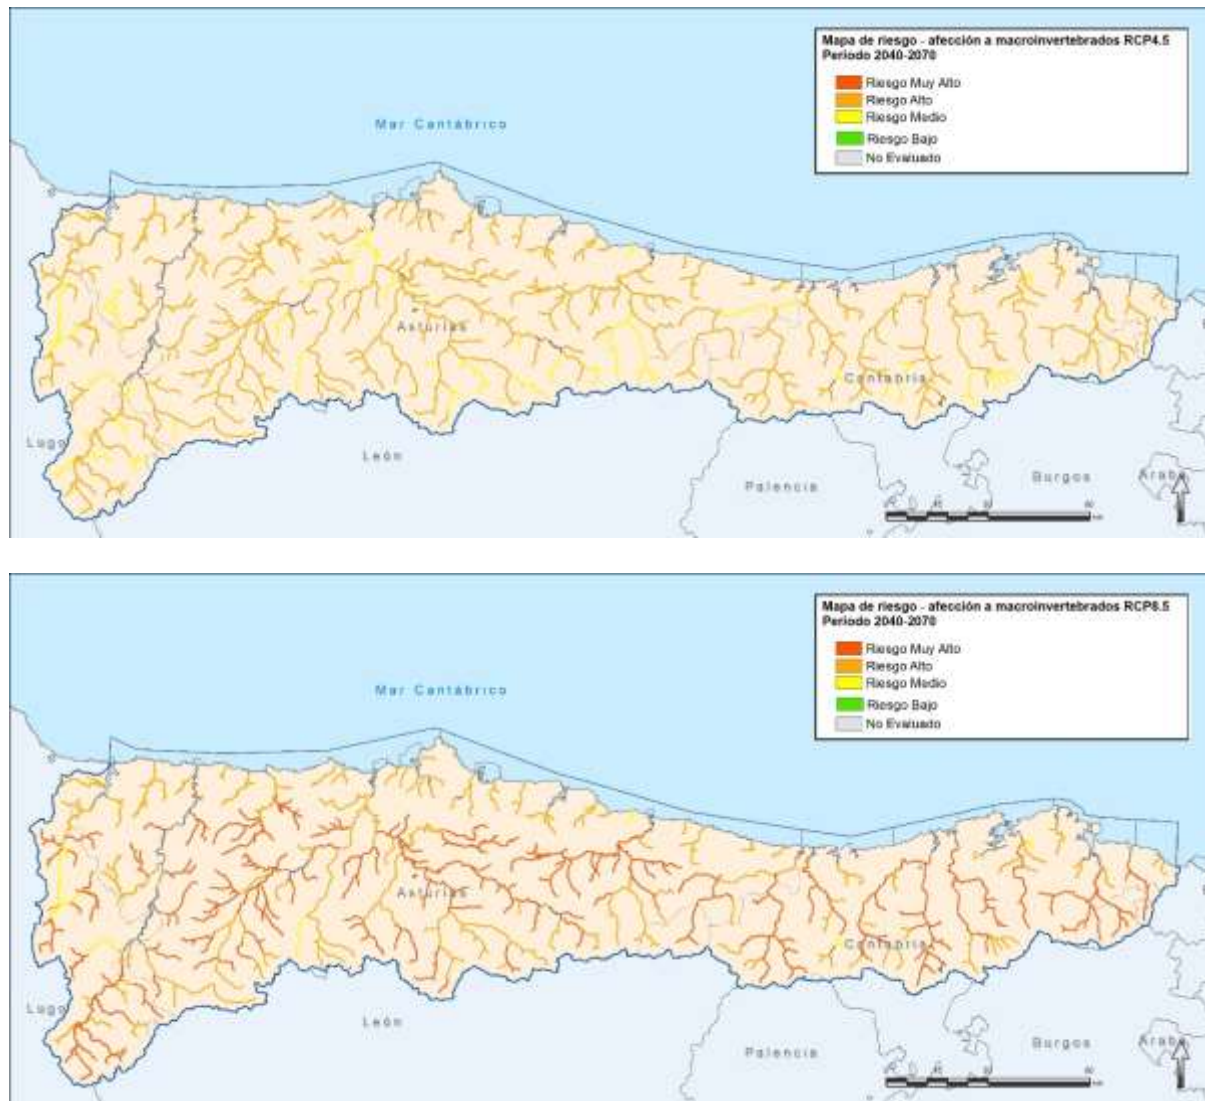 Mapa de riesgo - afección a macroinvertebrados RCP4.5
Periodo 2040-2070
Riesgo Muy Alto
Riesgo Alto
Riesgo Medio
Riesgo Bajo
No Evaluado
Mar Cantábrico
Asturias
Cantabria
Lugo
León
Palencia
Burgos
Araba
Mapa de riesgo - afección a macroinvertebrados RCP8.5
Periodo 2040-2070
Riesgo Muy Alto
Riesgo Alto
Riesgo Medio
Riesgo Bajo
No Evaluado
Mar Cantábrico
Asturias
Cantabria
Lugo
León
Palencia
Burgos
Araba